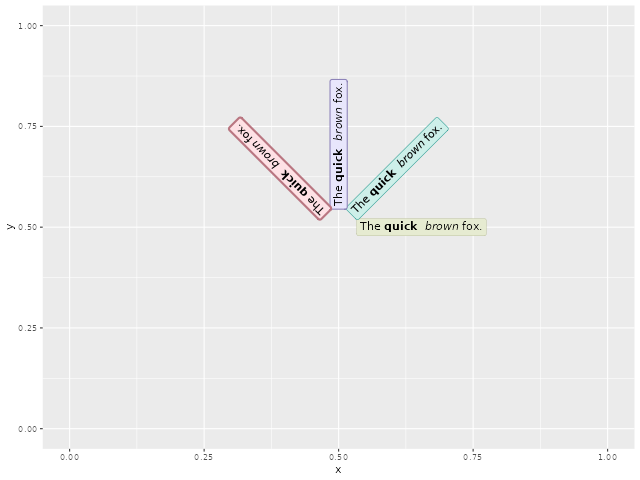 1.00
0.75
0.50
0.25
0.00
y
The quick brown fox.
The quick brown fox.
The quick brown fox.
The quick brown fox.
0.00 0.25 0.50 0.75 1.00
x